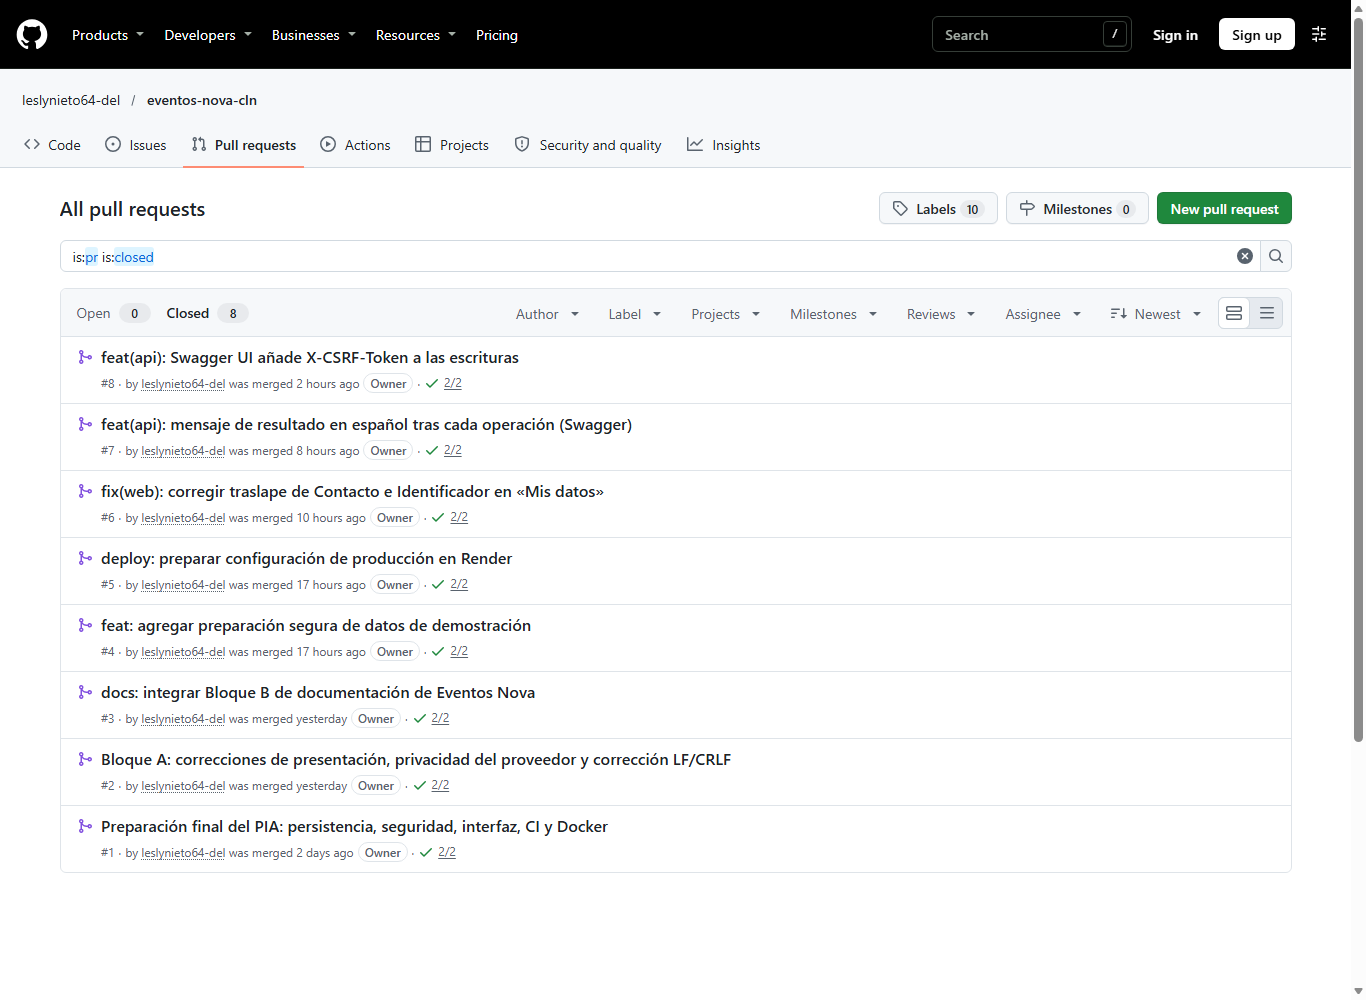 Products Developers Businesses Resources Pricing Search / Sign in Sign up
leslynieto64-del / eventos-nova-cln
Code Issues Pull requests Actions Projects Security and quality Insights
All pull requests Labels 10 Milestones 0 New pull request
is:pr is:closed
Open 0 Closed 8 Author Label Projects Milestones Reviews Assignee Newest
feat(api): Swagger UI añade X-CSRF-Token a las escrituras
#8 · by leslynieto64-del was merged 2 hours ago Owner · 2/2
feat(api): mensaje de resultado en español tras cada operación (Swagger)
#7 · by leslynieto64-del was merged 8 hours ago Owner · 2/2
fix(web): corregir traslape de Contacto e Identificador en «Mis datos»
#6 · by leslynieto64-del was merged 10 hours ago Owner · 2/2
deploy: preparar configuración de producción en Render
#5 · by leslynieto64-del was merged 17 hours ago Owner · 2/2
feat: agregar preparación segura de datos de demostración
#4 · by leslynieto64-del was merged 17 hours ago Owner · 2/2
docs: integrar Bloque B de documentación de Eventos Nova
#3 · by leslynieto64-del was merged yesterday Owner · 2/2
Bloque A: correcciones de presentación, privacidad del proveedor y corrección LF/CRLF
#2 · by leslynieto64-del was merged yesterday Owner · 2/2
Preparación final del PIA: persistencia, seguridad, interfaz, CI y Docker
#1 · by leslynieto64-del was merged 2 days ago Owner · 2/2